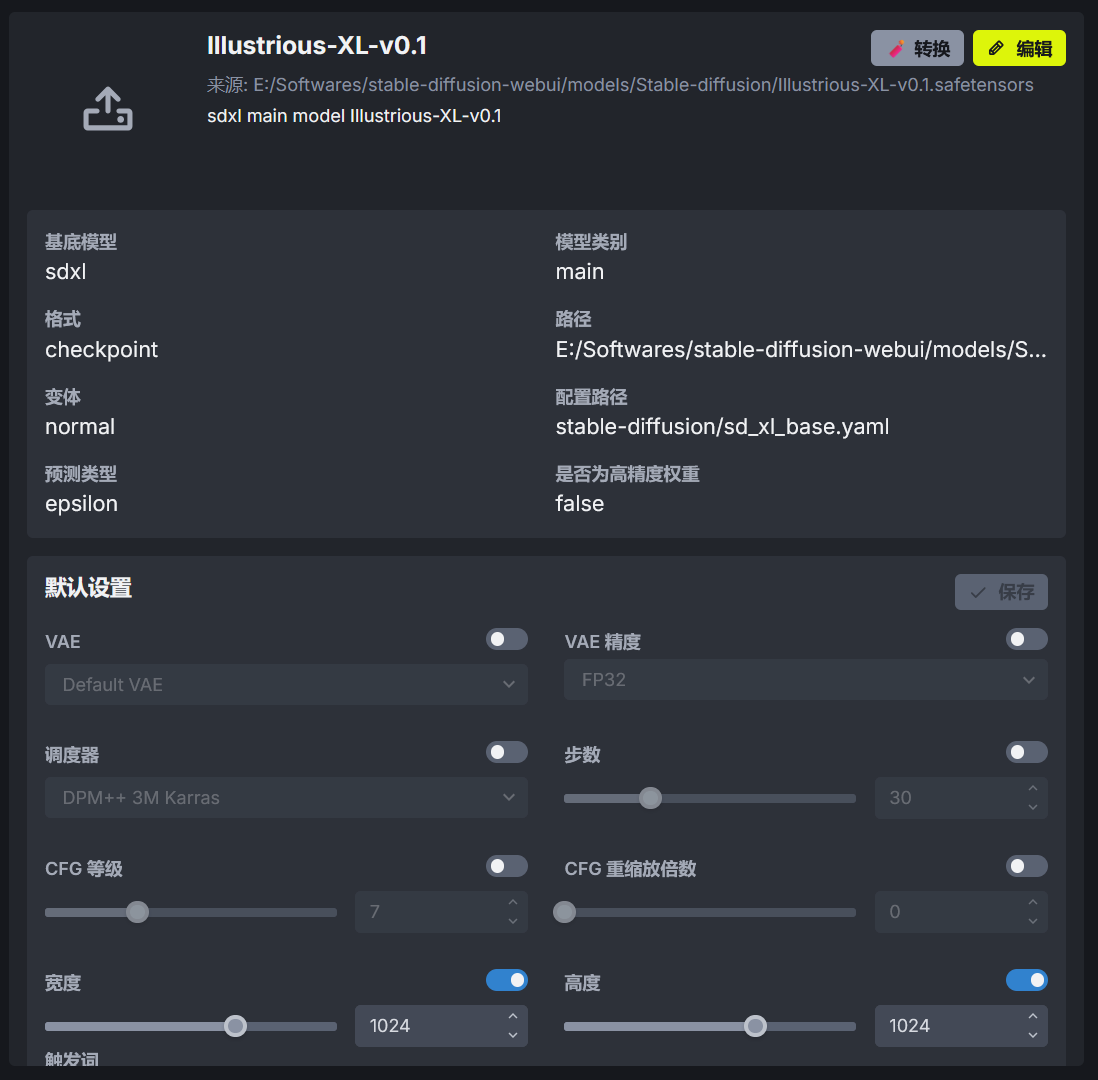 Illustrious-XL-v0.1
转换
编辑
来源: E:/Softwares/stable-diffusion-webui/models/Stable-diffusion/Illustrious-XL-v0.1.safetensors
sdxl main model Illustrious-XL-v0.1
基底模型
sdxl
模型类别
main
格式
checkpoint
路径
E:/Softwares/stable-diffusion-webui/models/S...
变体
normal
配置路径
stable-diffusion/sd_xl_base.yaml
预测类型
epsilon
是否为高精度权重
false
默认设置
保存
VAE
Default VAE
VAE 精度
FP32
调度器
DPM++ 3M Karras
步数
30
CFG 等级
7
CFG 重缩放倍数
0
宽度
1024
高度
1024
触发词